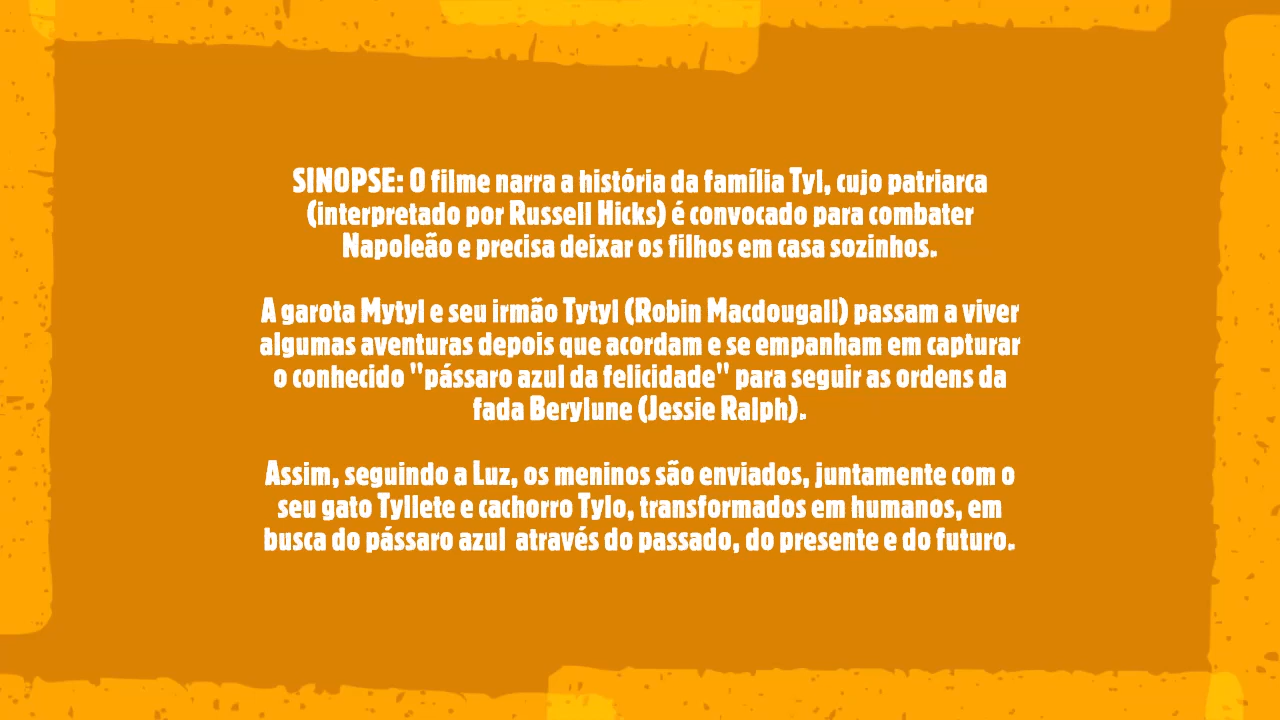 SINOPSE: O filme narra a história da família Tyl, cujo patriarca
(interpretado por Russell Hicks) é convocado para combater
Napoleão e precisa deixar os filhos em casa sozinhos.
A garota Mytyl e seu irmão Tytyl (Robin Macdougall) passam a viver
algumas aventuras depois que acordam e se empanham em capturar
o conhecido "pássaro azul da felicidade" para seguir as ordens da
fada Berylune (Jessie Ralph).
Assim, seguindo a Luz, os meninos são enviados, juntamente com o
seu gato Tyllete e cachorro Tylo, transformados em humanos, em
busca do pássaro azul  através do passado, do presente e do futuro.